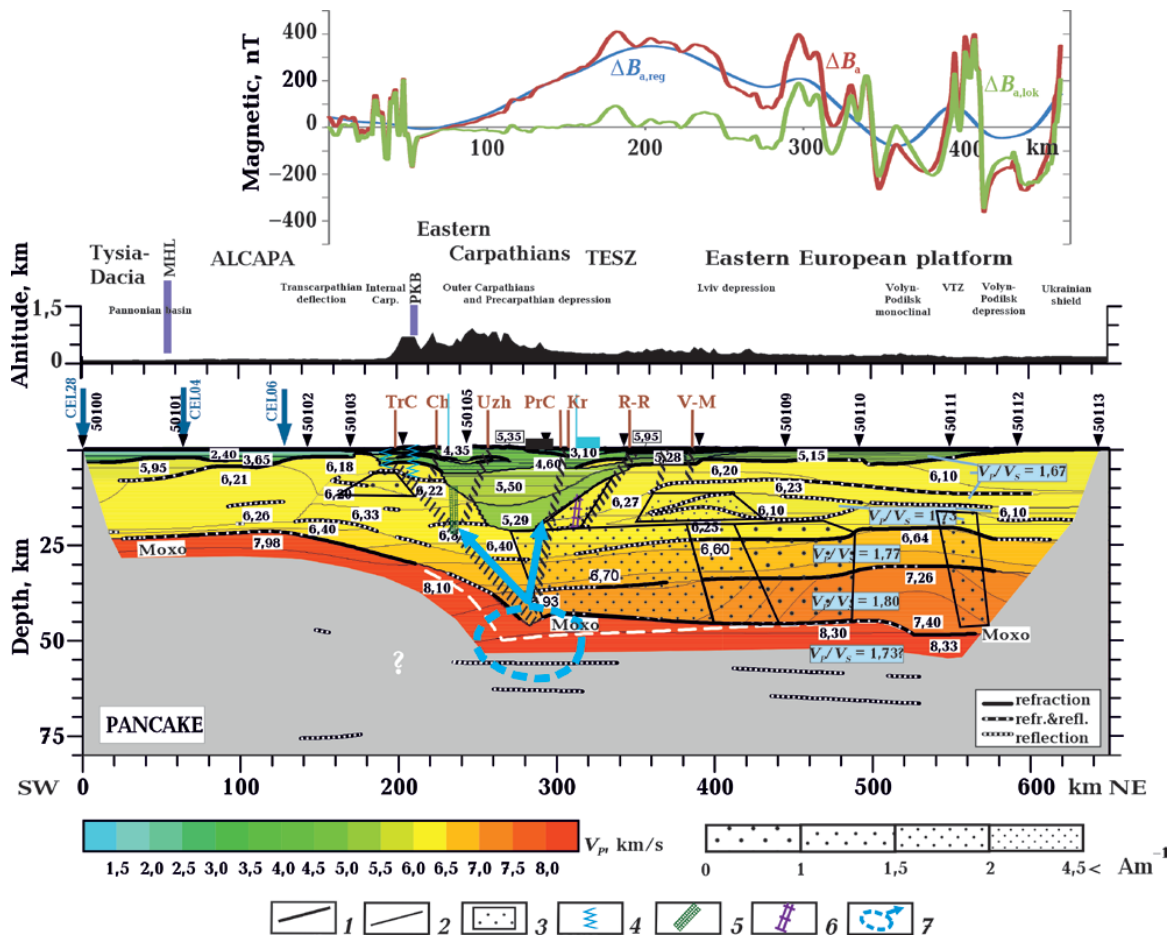 Magnetic, nT
400
200
0
−200
−400
ΔBa,reg
ΔBa
ΔBa,lok
100
200
300
400
km
Alnitude, km
1,5
0
Tysia-
Dacia
MHL
ALCAPA
Eastern
Carpathians
TESZ
Eastern European platform
Pannonian basin
Transcarpathian
deflection
Internal
Carp.
PKB
Outer Carpathians
and Precarpathian depression
Lviv depression
Volyn-
Podilsk
monoclinal
VTZ
Volyn-
Podilsk
depression
Ukrainian
shield
CEL28
50100
50101
CEL04
CEL06
50102
50103
TrC
Ch
50105
Uzh
PrC
Kr
R-R
V-M
50109
50110
50111
50112
50113
Depth, km
0
25
50
75
2,40
3,65
5,95
6,21
6,18
6,20
6,22
6,26
6,33
6,40
7,98
8,10
4,35
5,35
3,10
5,95
5,28
4,60
5,50
5,29
6,40
6,27
6,20
5,15
6,10
6,23
6,10
6,10
6,25
6,60
6,64
6,70
7,26
7,40
8,30
8,33
VP/VS = 1,67
VP/VS = 1,77
VP/VS = 1,80
VP/VS = 1,73?
Moxo
Moxo
Moxo
?
PANCAKE
refraction
refr.&refl.
reflection
SW
0
100
200
300
400
500
km NE
VP, km/s
1,5
2,0
2,5
3,0
3,5
4,0
4,5
5,0
5,5
6,0
6,5
7,0
7,5
8,0
0
1
1,5
2
4,5<
Am−1
1
2
3
4
5
6
7